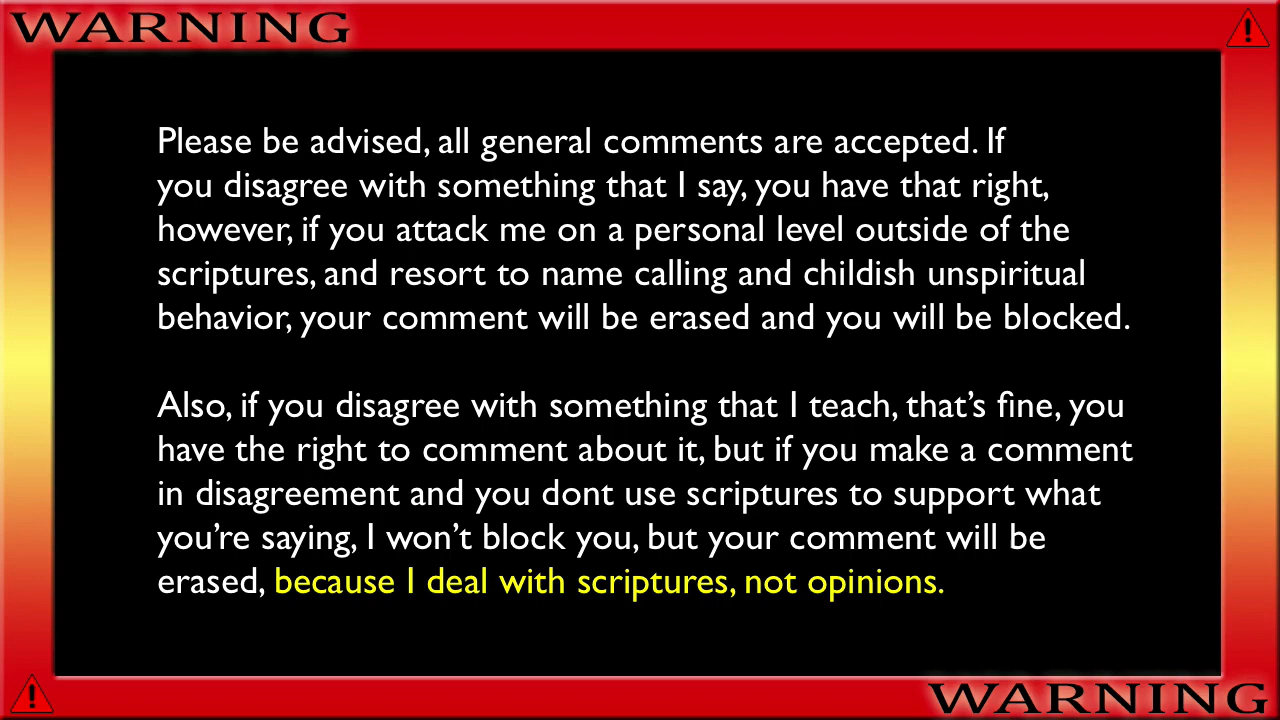 WARNING
Please be advised, all general comments are accepted. If
you disagree with something that I say, you have that right,
however, if you attack me on a personal level outside of the
scriptures, and resort to name calling and childish unspiritual
behavior, your comment will be erased and you will be blocked.
Also, if you disagree with something that I teach, that’s fine, you
have the right to comment about it, but if you make a comment
in disagreement and you dont use scriptures to support what
you’re saying, I won’t block you, but your comment will be
erased, because I deal with scriptures, not opinions.
WARNING